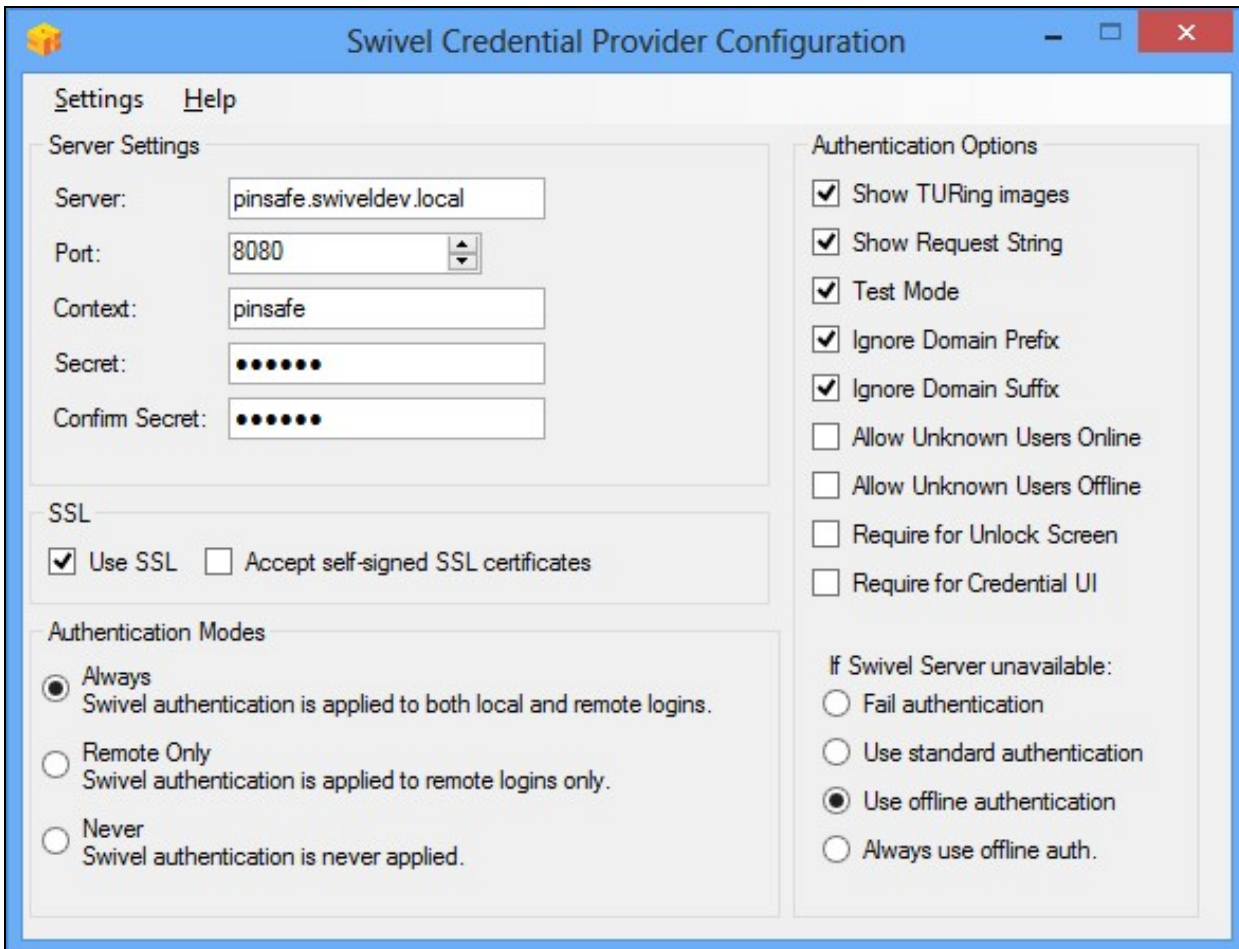 Swivel Credential Provider Configuration
Settings Help
Server Settings
Server: pinsafe.swiveldev.local
Port: 8080
Context: pinsafe
Secret: ●●●●●●
Confirm Secret: ●●●●●●
SSL
Use SSL Accept self-signed SSL certificates
Authentication Modes
Always
Swivel authentication is applied to both local and remote logins.
Remote Only
Swivel authentication is applied to remote logins only.
Never
Swivel authentication is never applied.
Authentication Options
Show TURing images
Show Request String
Test Mode
Ignore Domain Prefix
Ignore Domain Suffix
Allow Unknown Users Online
Allow Unknown Users Offline
Require for Unlock Screen
Require for Credential UI
If Swivel Server unavailable:
Fail authentication
Use standard authentication
Use offline authentication
Always use offline auth.